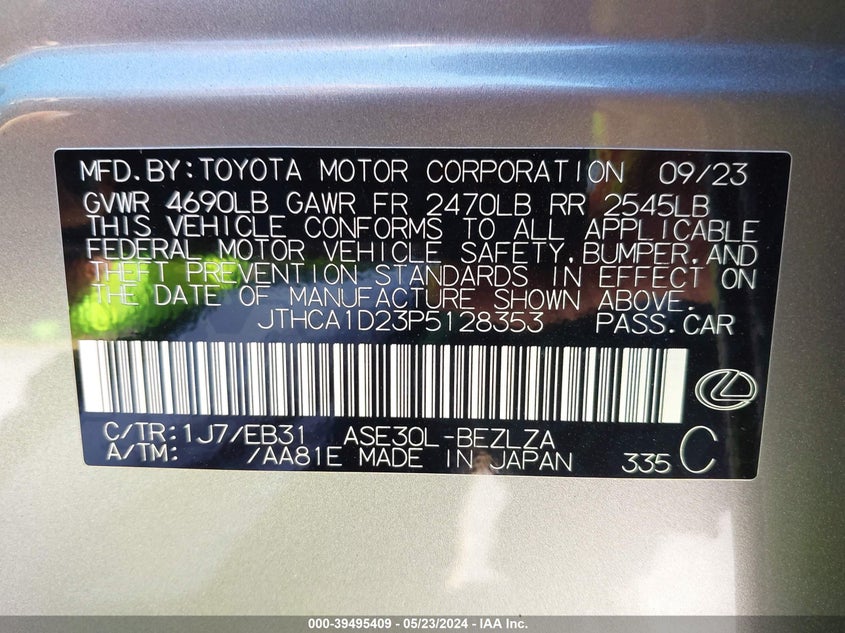 MFD.BY:TOYOTA MOTOR CORPORATION 09/23
GVWR 4690LB GAWR FR 2470LB RR 2545LB
THIS VEHICLE CONFORMS TO ALL APPLICABLE
FEDERAL MOTOR VEHICLE SAFETY,BUMPER,AND
THEFT PREVENTION STANDARDS IN EFFECT ON
THE DATE OF MANUFACTURE SHOWN ABOVE.
JTHCA1D23P5128353 PASS.CAR
C/TR:1J7/EB31 ASE30L-BEZLZA
A/TM: /AA81E MADE IN JAPAN 335 C
000-39495409 - 05/23/2024 - IAA Inc.